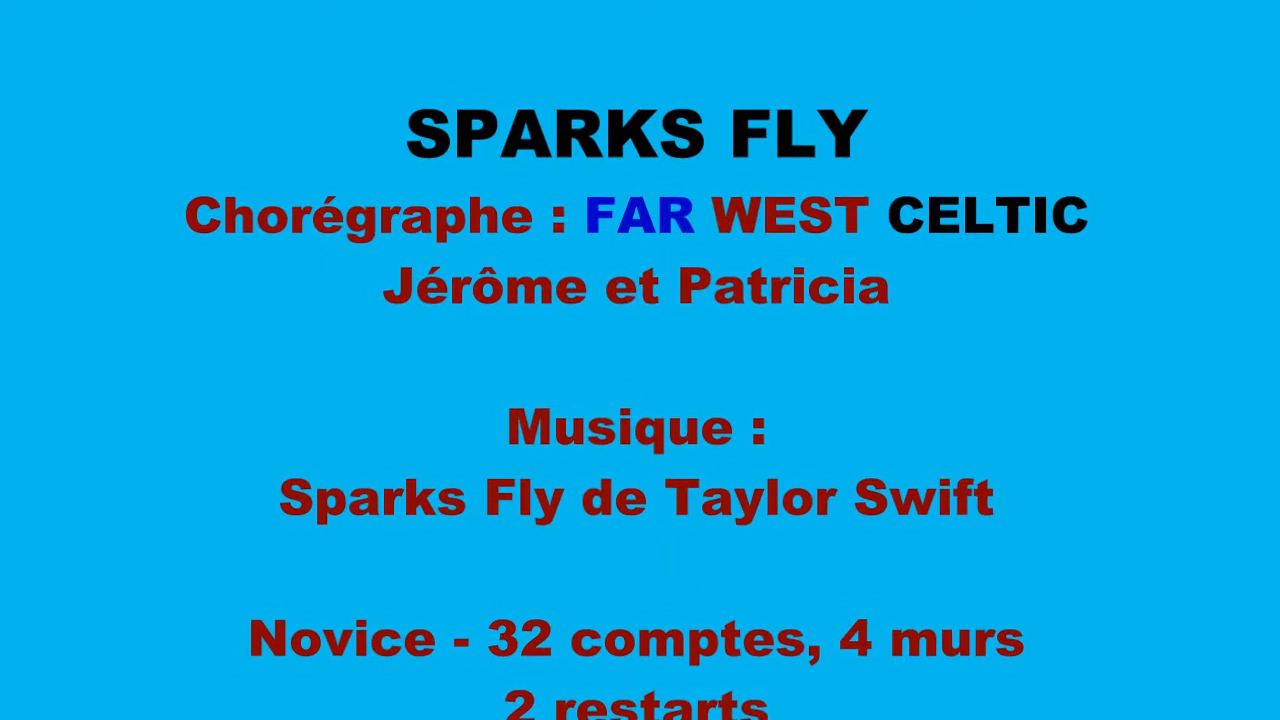 SPARKS FLY
Chorégraphe : FAR WEST CELTIC
Jérôme et Patricia
Musique :
Sparks Fly de Taylor Swift
Novice - 32 comptes, 4 murs
2 restarts